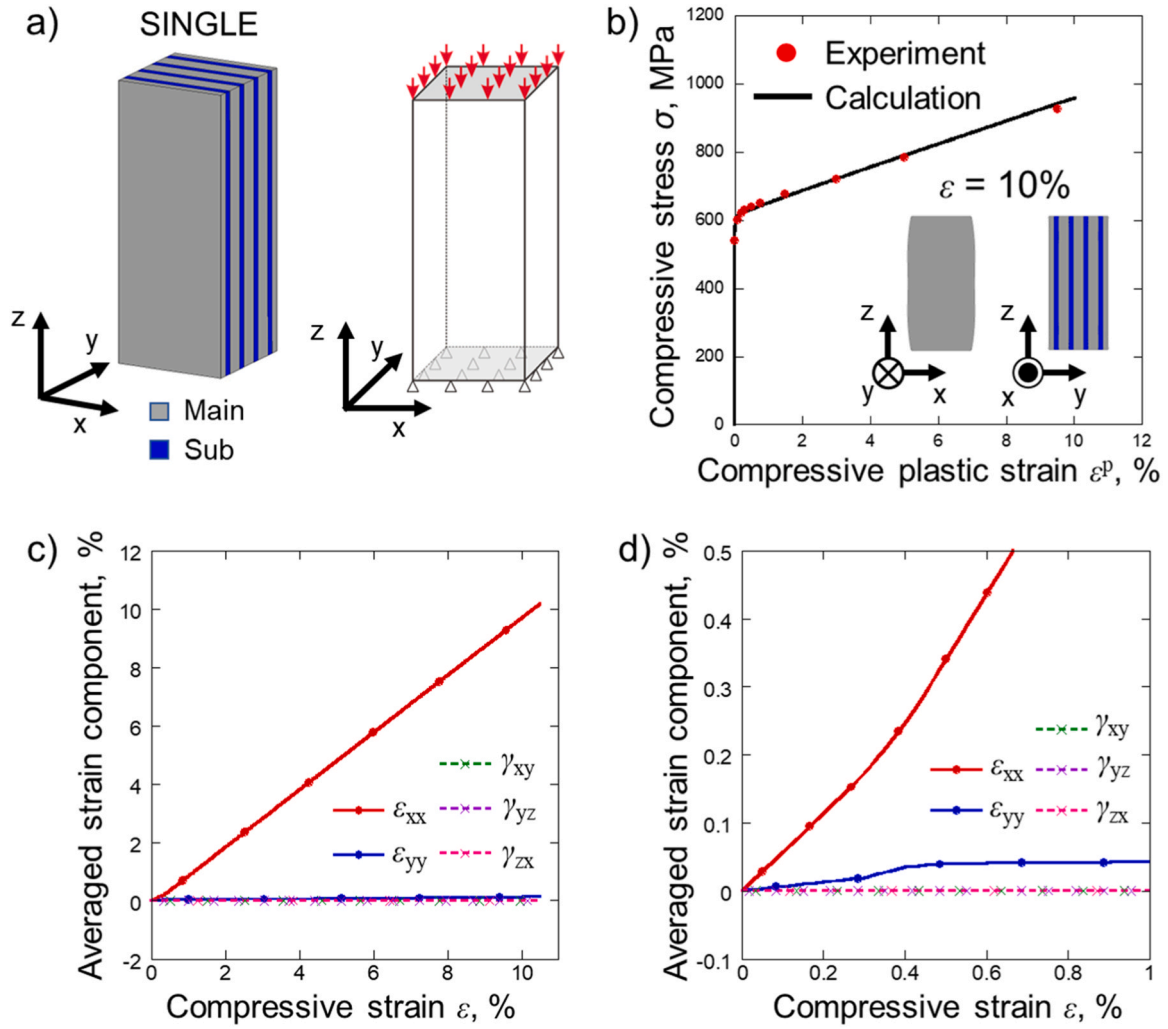 a)
SINGLE
z
y
x
Main
Sub
z
y
x
b)
Compressive stress σ, MPa
1200
1000
800
600
400
200
0
Experiment
Calculation
ε = 10%
z
y
x
z
x
y
0 2 4 6 8 10 12
Compressive plastic strain εᵖ, %
c)
Averaged strain component, %
12
10
8
6
4
2
0
-2
γxy
εxx
γyz
εyy
γzx
0 2 4 6 8 10
Compressive strain ε, %
d)
Averaged strain component, %
0.5
0.4
0.3
0.2
0.1
0
-0.1
γxy
εxx
γyz
εyy
γzx
0 0.2 0.4 0.6 0.8 1
Compressive strain ε, %